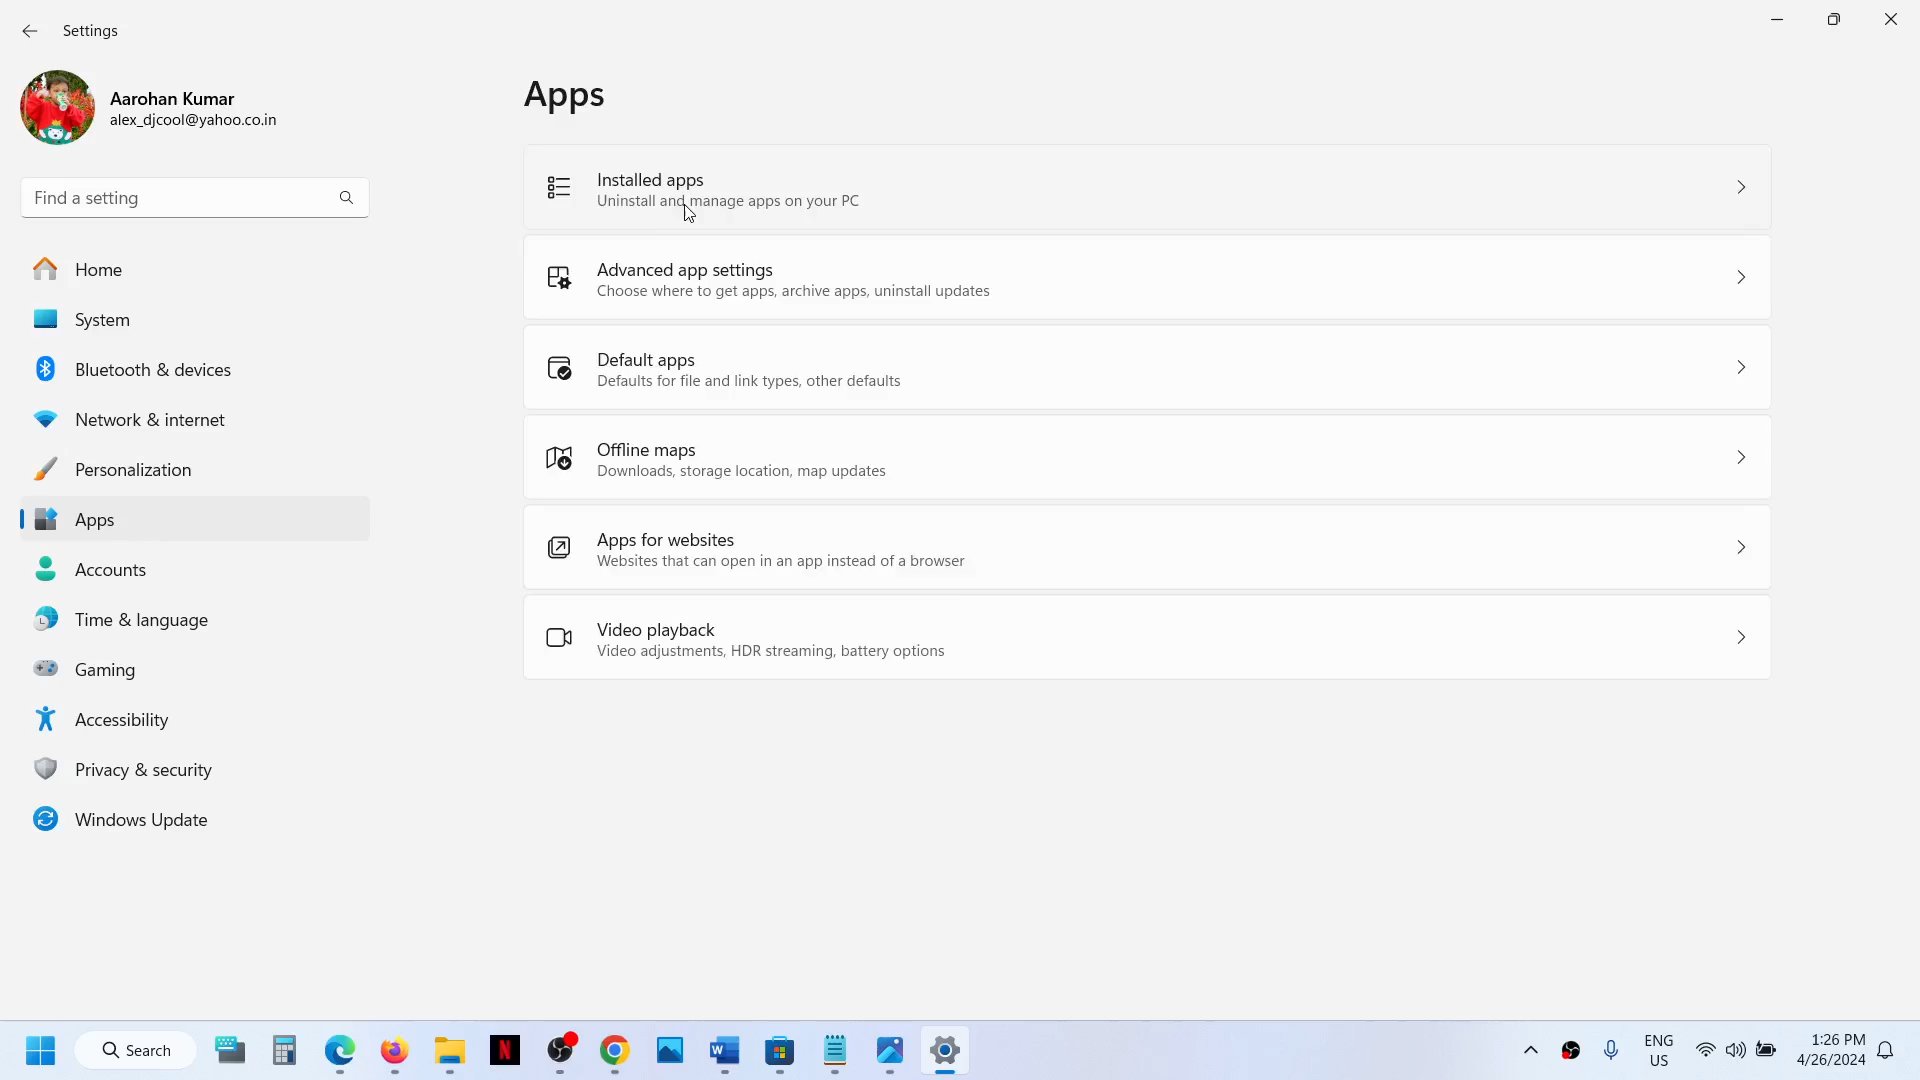 Settings
Aarohan Kumar
alex_djcool@yahoo.co.in
Find a setting
Home
System
Bluetooth & devices
Network & internet
Personalization
Apps
Accounts
Time & language
Gaming
Accessibility
Privacy & security
Windows Update
Apps
Installed apps
Uninstall and manage apps on your PC
Advanced app settings
Choose where to get apps, archive apps, uninstall updates
Default apps
Defaults for file and link types, other defaults
Offline maps
Downloads, storage location, map updates
Apps for websites
Websites that can open in an app instead of a browser
Video playback
Video adjustments, HDR streaming, battery options
Search
ENG
US
1:26 PM
4/26/2024